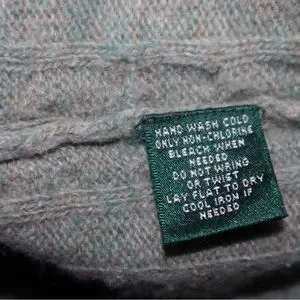 HAND WASH COLD
ONLY NON-CHLORINE
BLEACH WHEN
NEEDED
DO NOT WRING
OR TWIST
LAY FLAT TO DRY
COOL IRON IF
NEEDED